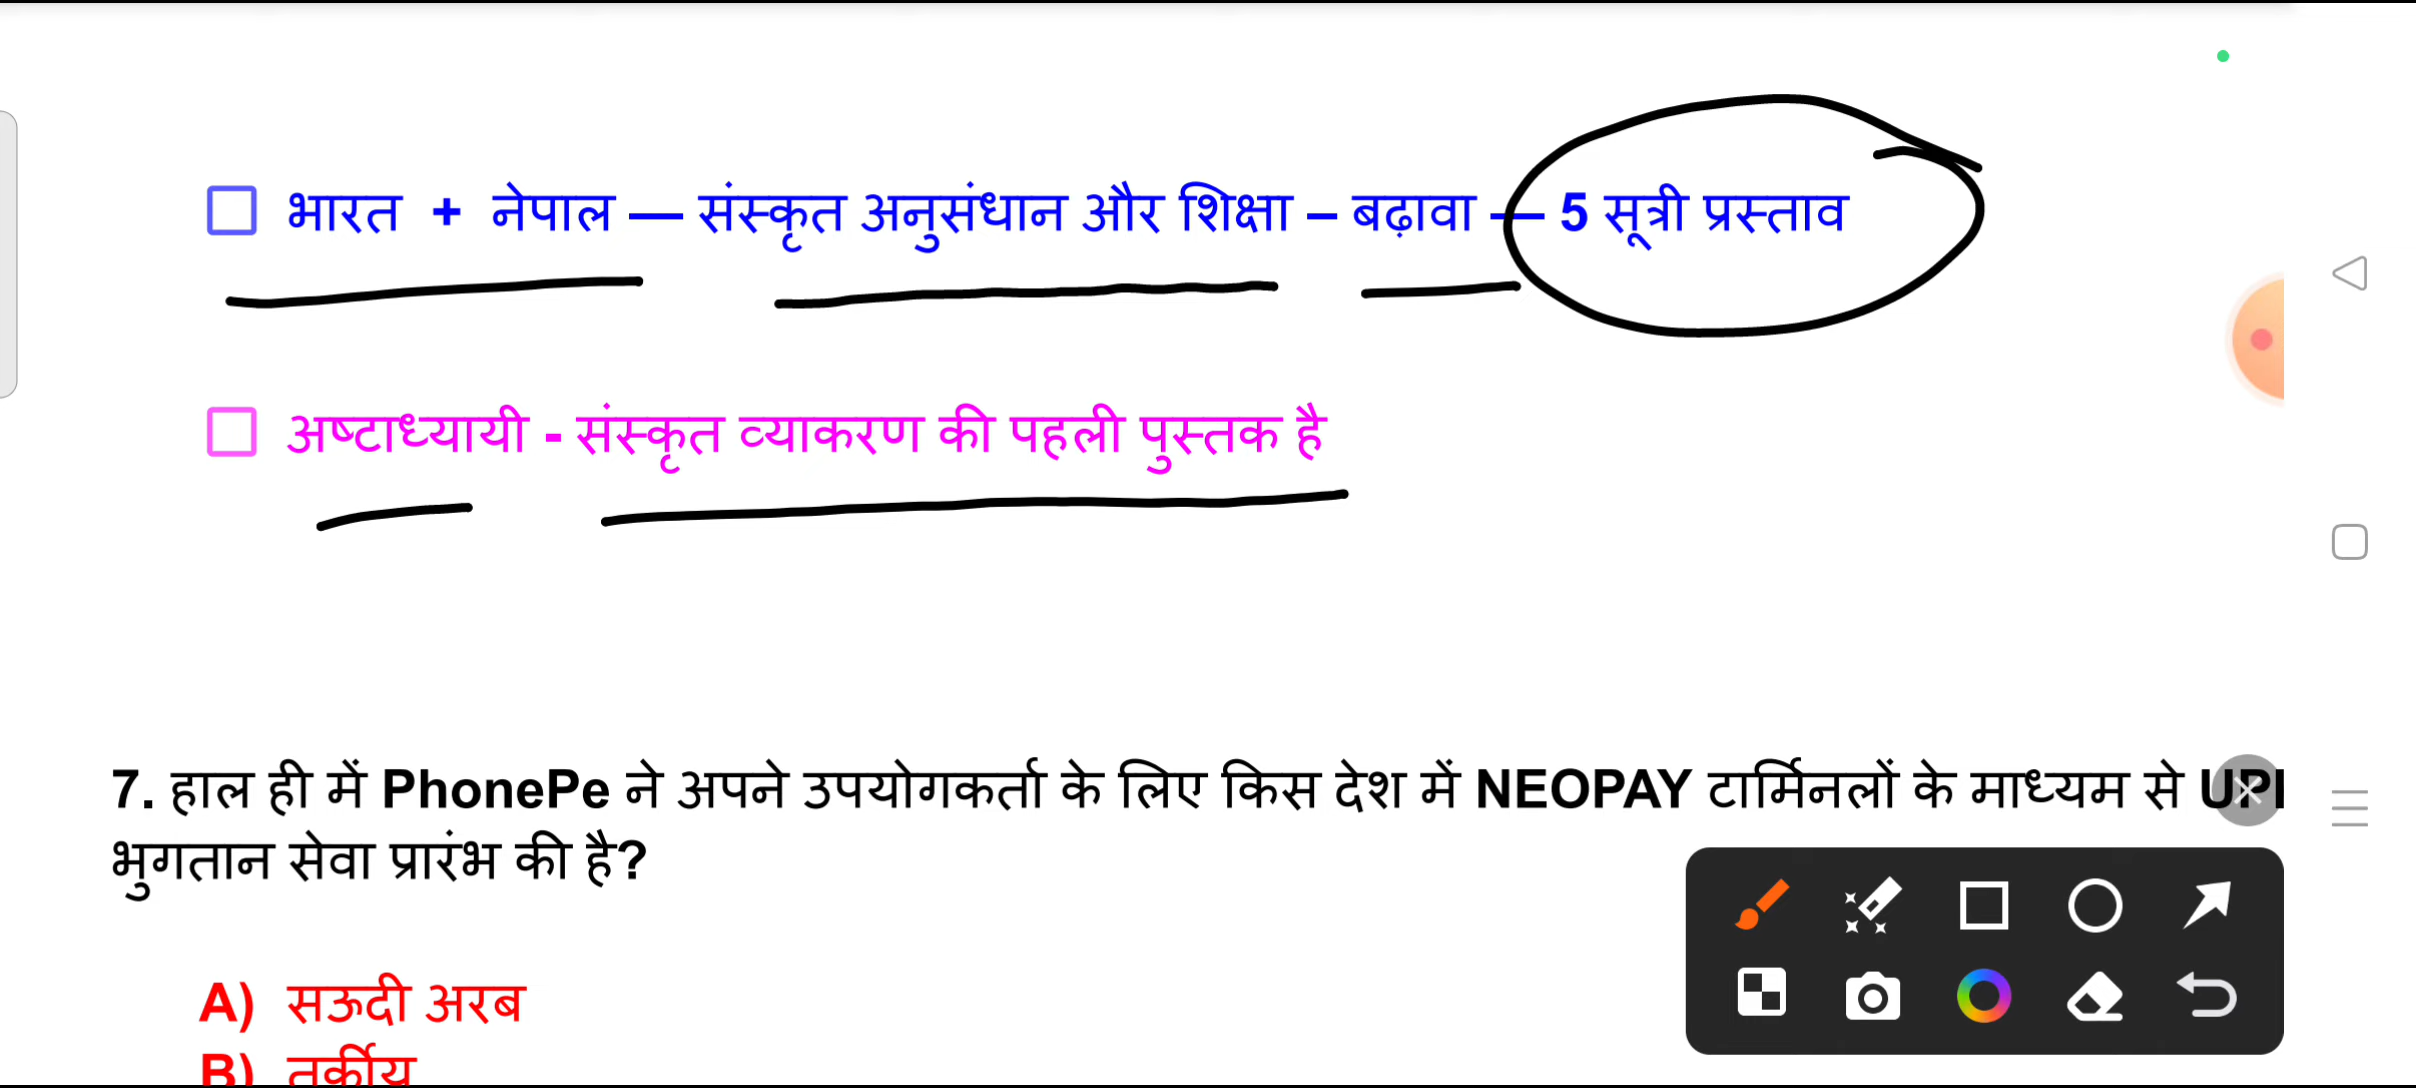 भारत + नेपाल — संस्कृत अनुसंधान और शिक्षा – बढ़ावा — 5 सूत्री प्रस्ताव
अष्टाध्यायी - संस्कृत व्याकरण की पहली पुस्तक है
7. हाल ही में PhonePe ने अपने उपयोगकर्ता के लिए किस देश में NEOPAY टार्मिनलों के माध्यम से UPI
भुगतान सेवा प्रारंभ की है?
A) सऊदी अरब
B) तुर्कीय